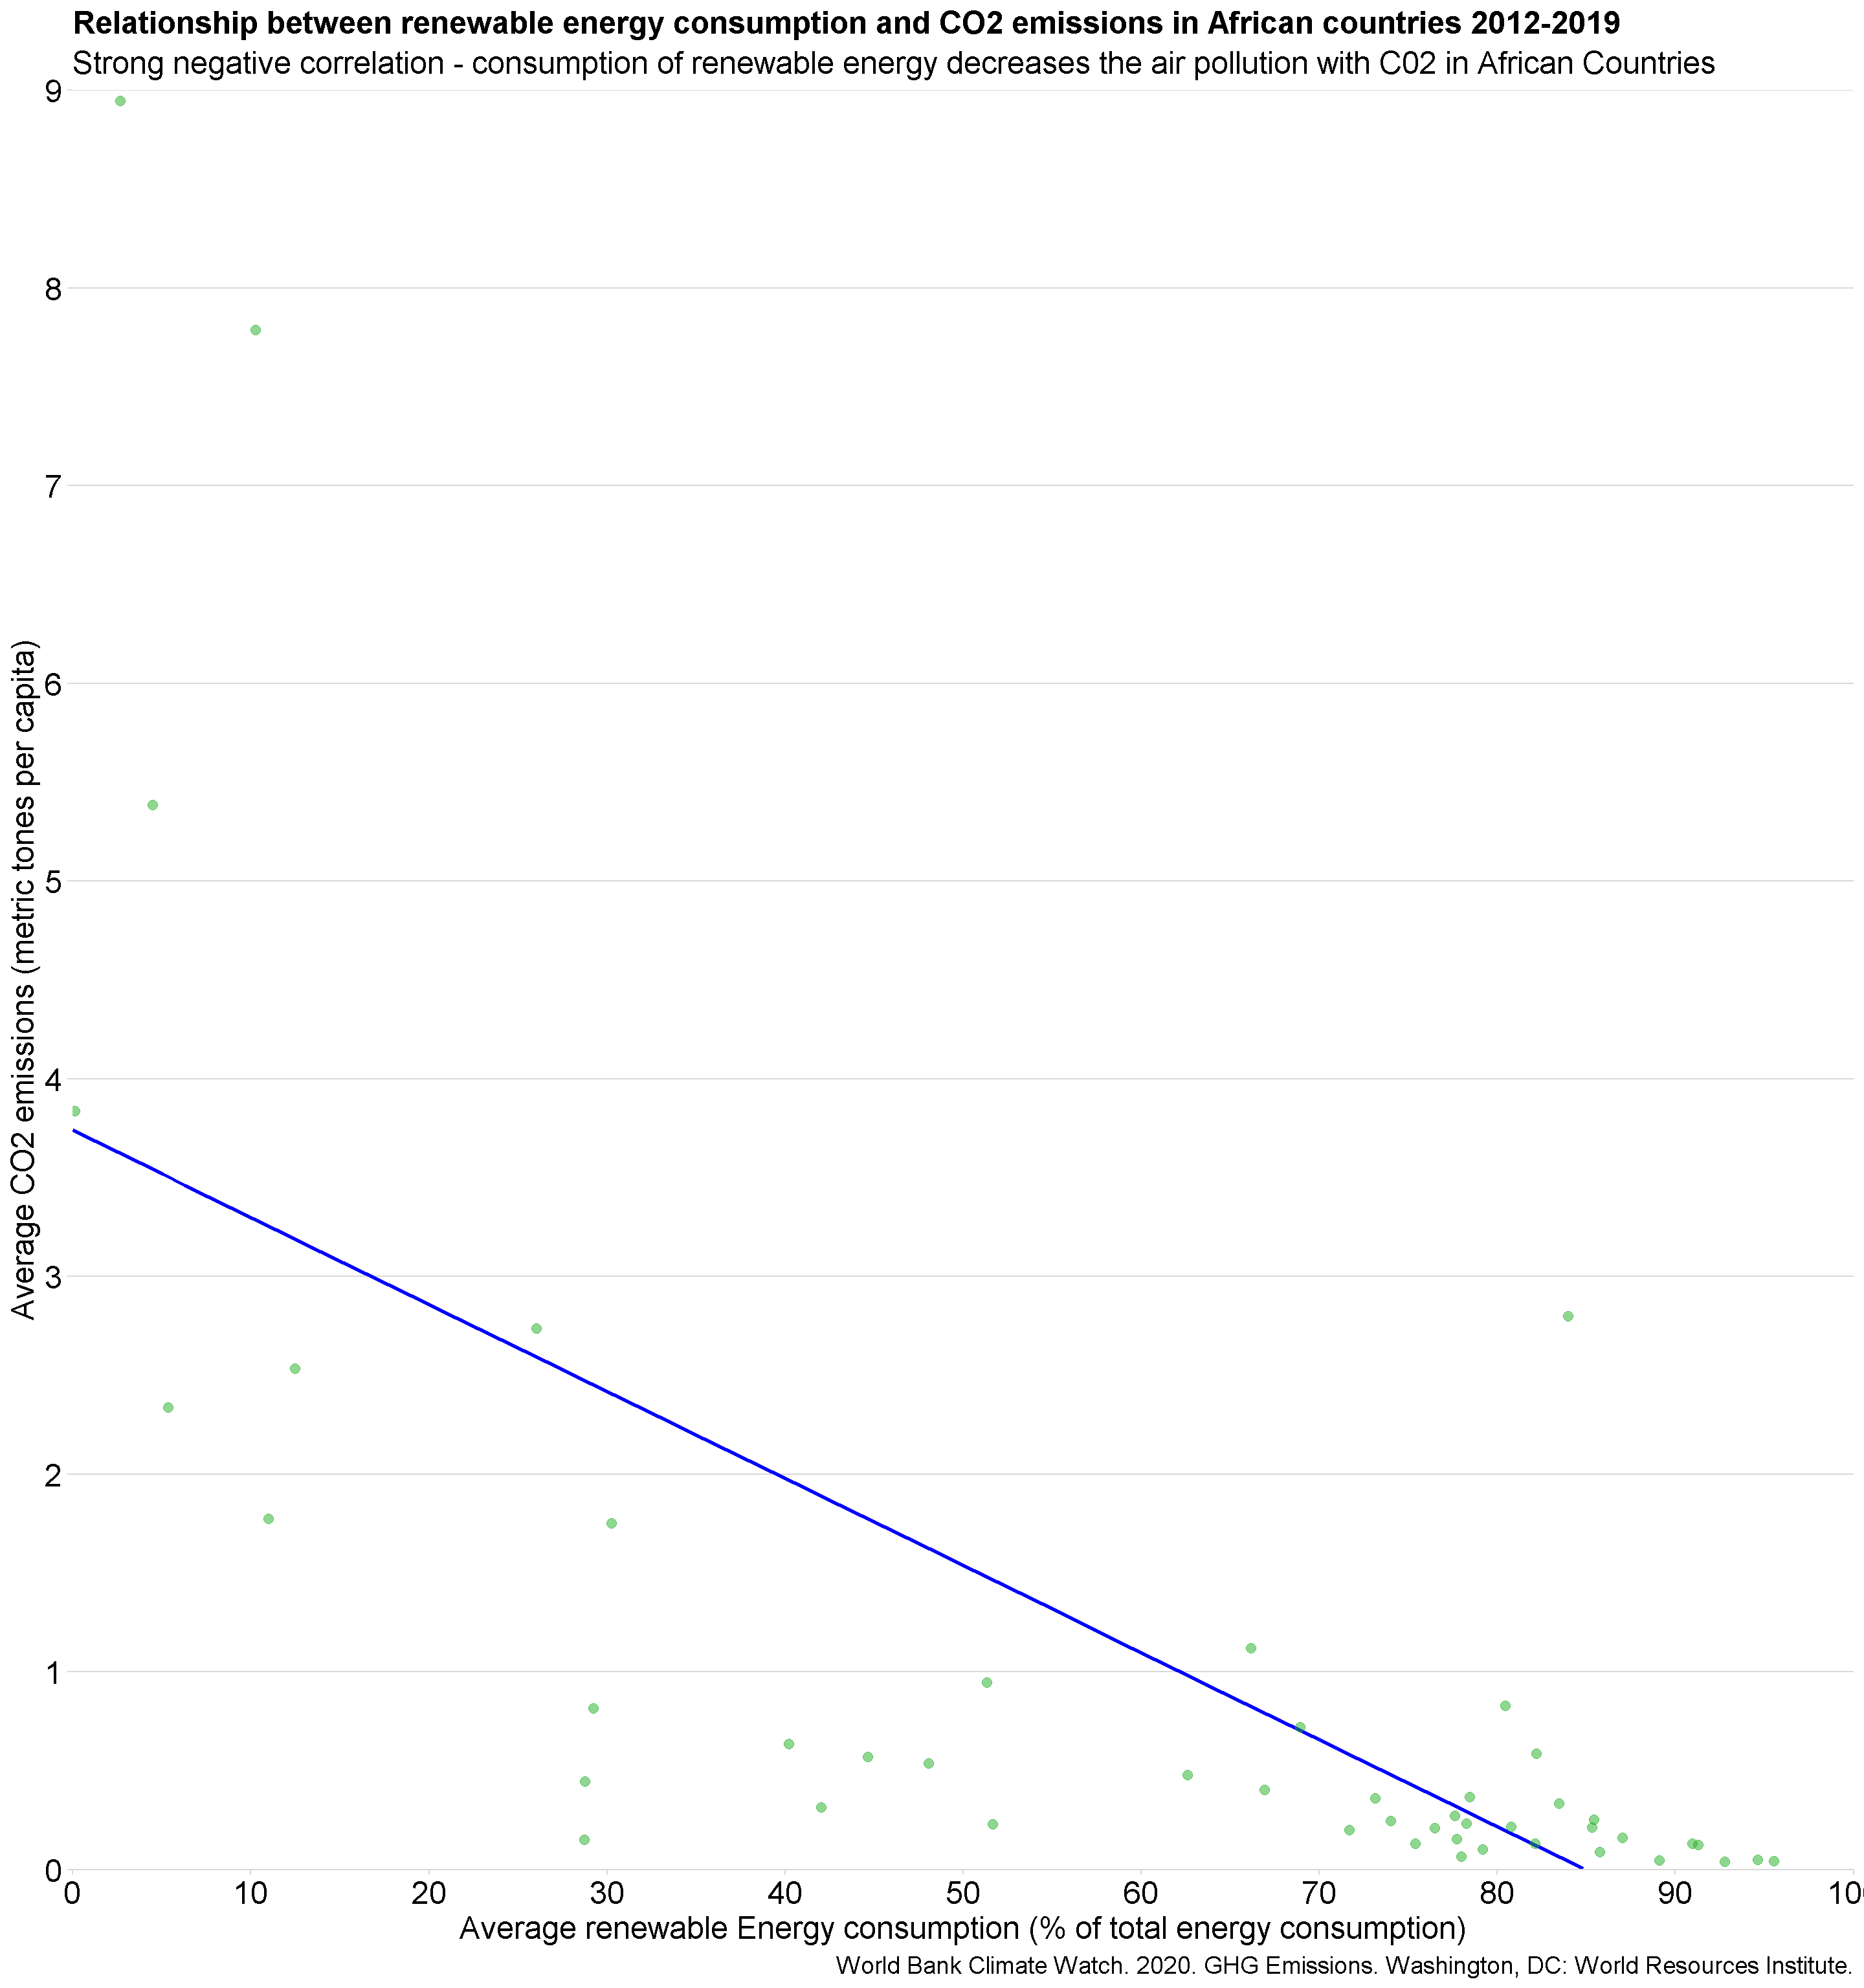 Relationship between renewable energy consumption and CO2 emissions in African countries 2012-2019
Strong negative correlation - consumption of renewable energy decreases the air pollution with C02 in African Countries
9
8
7
6
5
4
3
2
1
0
Average CO2 emissions (metric tones per capita)
0 10 20 30 40 50 60 70 80 90
Average renewable Energy consumption (% of total energy consumption)
World Bank Climate Watch. 2020. GHG Emissions. Washington, DC: World Resources Institute.